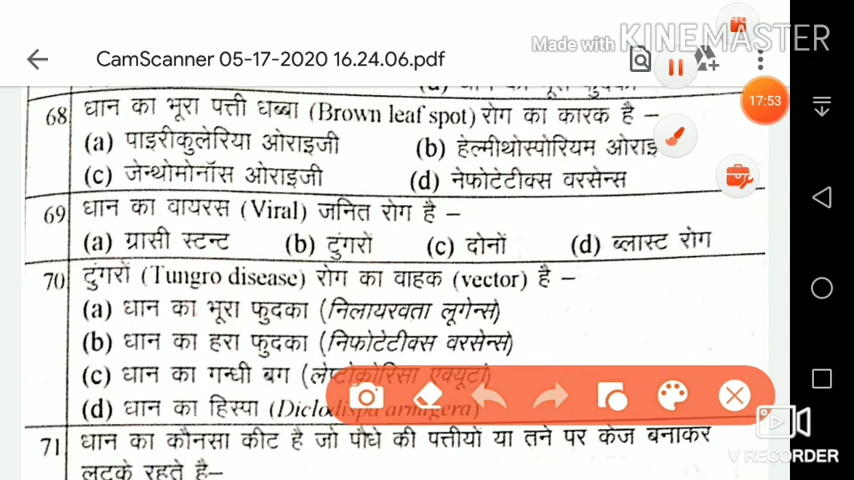 Made with KINEMASTER
CamScanner 05-17-2020 16.24.06.pdf
17:53
68 धान का भूरा पत्ती धब्बा (Brown leaf spot) रोग का कारक है –
(a) पाइरीकुलेरिया ओराइजी (b) हेल्मीथोस्पोरियम ओराइ
(c) जेन्थोमोनॉस ओराइजी (d) नेफोटेटीक्स वरसेन्स
69 धान का वायरस (Viral) जनित रोग है –
(a) ग्रासी स्टन्ट (b) टुंगरों (c) दोनों (d) ब्लास्ट रोग
70 टुंगरों (Tungro disease) रोग का वाहक (vector) है –
(a) धान का भूरा फुदका (निलायरवता लूगेन्स)
(b) धान का हरा फुदका (निफोटेटीक्स वरसेन्स)
(c) धान का गन्धी बग (लेप्टोकोरिसा एक्यूटा)
(d) धान का हिस्पा (Diclodispa armigera)
71 धान का कौनसा कीट है जो पौधे की पत्तीयों या तने पर केज बनाकर
लटके रहते है–
V RECORDER